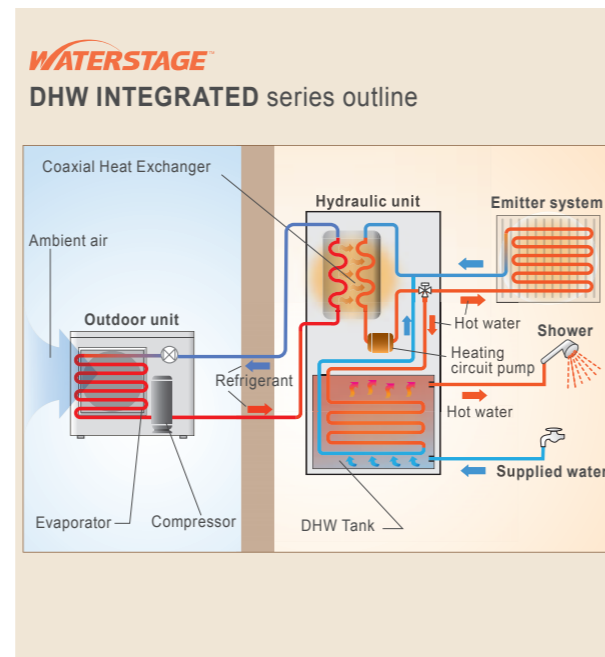 WATERSTAGE™
DHW INTEGRATED series outline
Coaxial Heat Exchanger
Hydraulic unit
Emitter system
Ambient air
Outdoor unit
Hot water
Shower
Refrigerant
Heating
circuit pump
Hot water
Supplied water
Evaporator
Compressor
DHW Tank